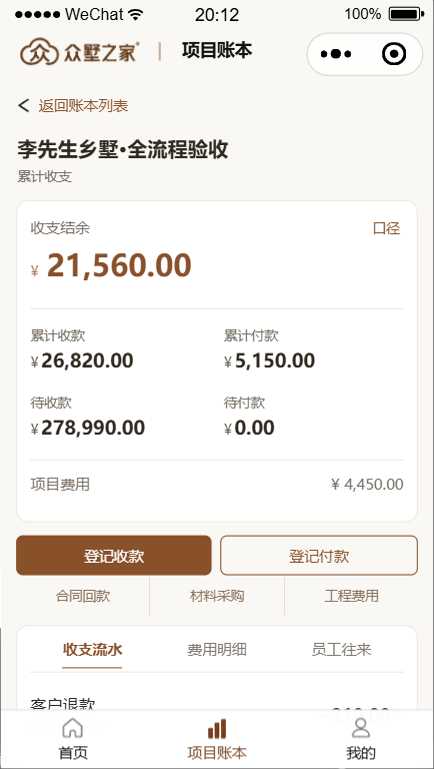 WeChat 20:12 100%
众墅之家 | 项目账本
返回账本列表
李先生乡墅·全流程验收
累计收支
收支结余 口径
¥ 21,560.00
累计收款 累计付款
¥26,820.00 ¥5,150.00
待收款 待付款
¥278,990.00 ¥0.00
项目费用 ¥ 4,450.00
登记收款 登记付款
合同回款 材料采购 工程费用
收支流水 费用明细 员工往来
客户退款
首页 项目账本 我的